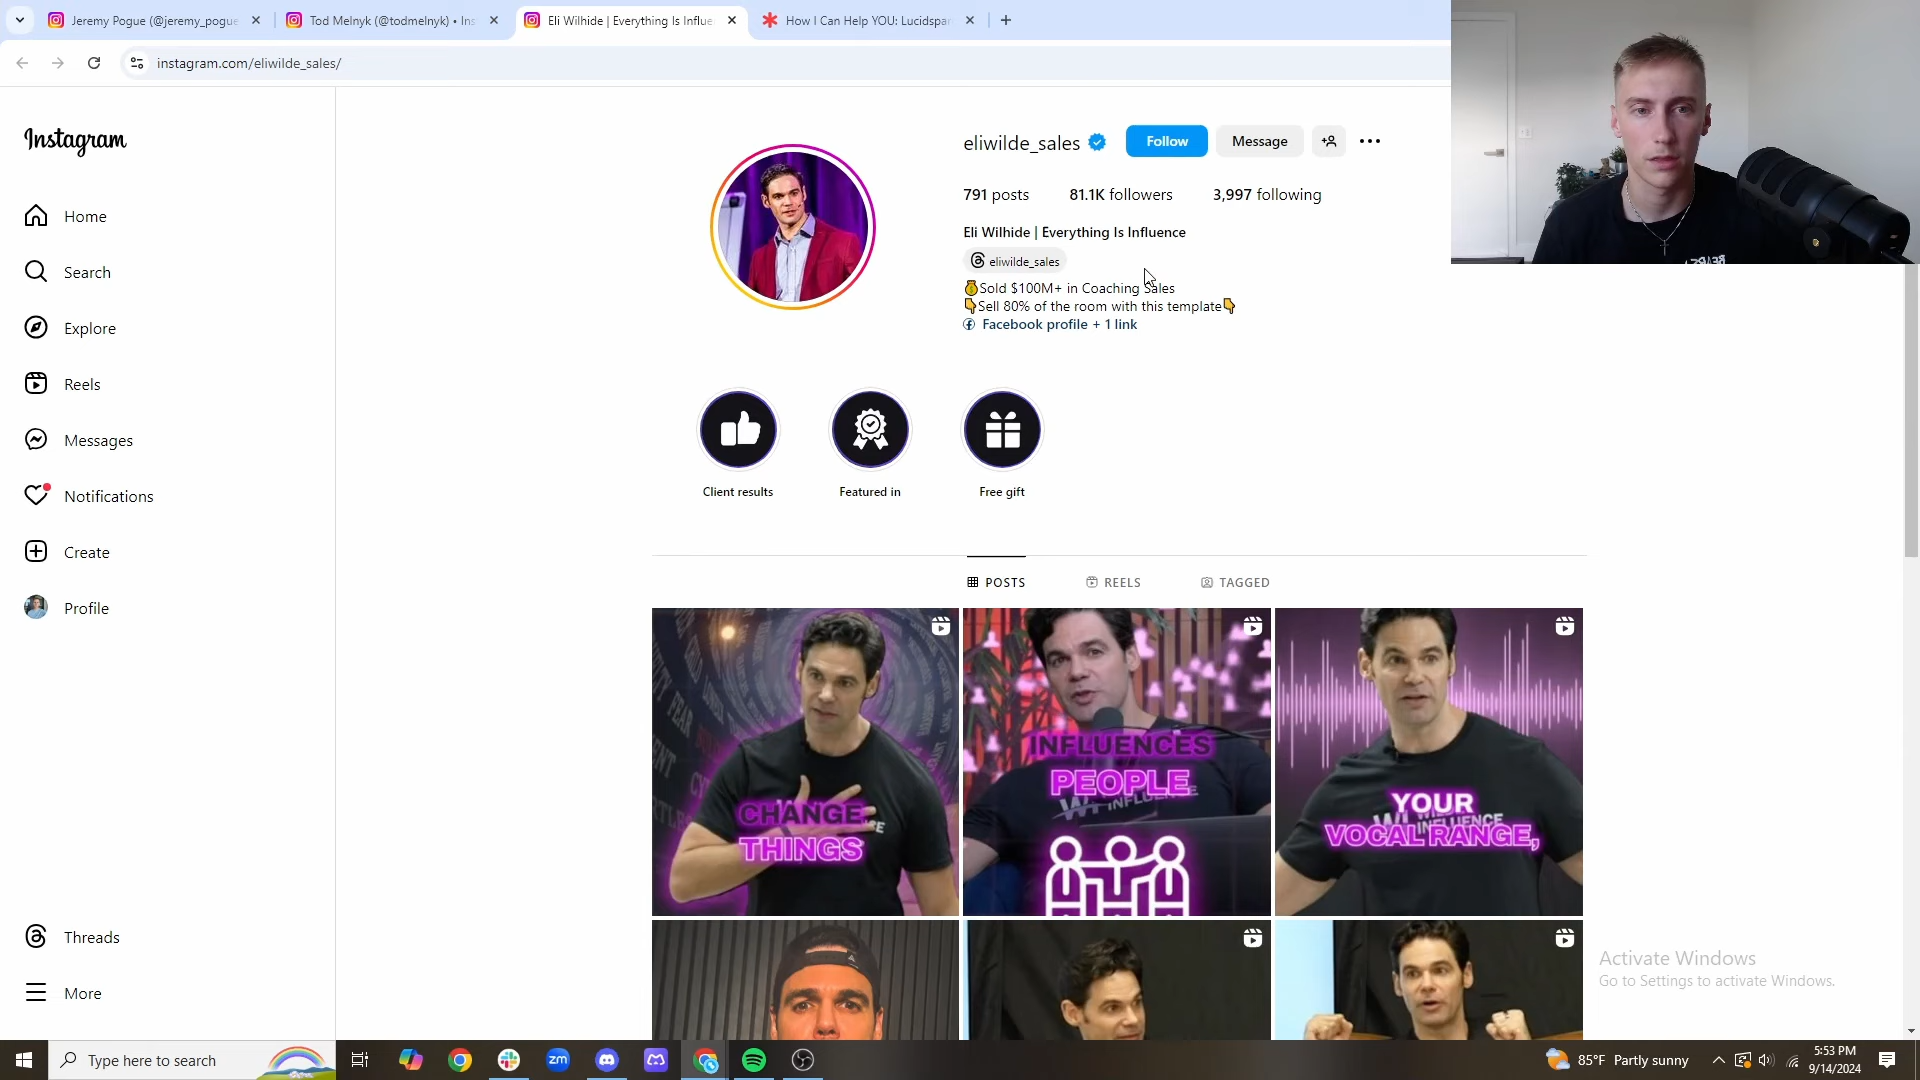 Jeremy Pogue (@jeremy_pogue
Tod Melnyk (@todmelnyk) • Ins
Eli Wilhide | Everything Is Influe
How I Can Help YOU: Lucidspar
instagram.com/eliwilde_sales/
Instagram
Home
Search
Explore
Reels
Messages
Notifications
Create
Profile
Threads
More
eliwilde_sales
Follow
Message
791 posts
81.1K followers
3,997 following
Eli Wilhide | Everything Is Influence
eliwilde_sales
💰Sold $100M+ in Coaching Sales
👇Sell 80% of the room with this template👇
Facebook profile + 1 link
Client results
Featured in
Free gift
POSTS
REELS
TAGGED
CHANGE
THINGS
INFLUENCES
PEOPLE
INFLUENCE
YOUR
INFLUENCE
VOCAL RANGE,
Activate Windows
Go to Settings to activate Windows.
Type here to search
zm
85°F Partly sunny
5:53 PM
9/14/2024